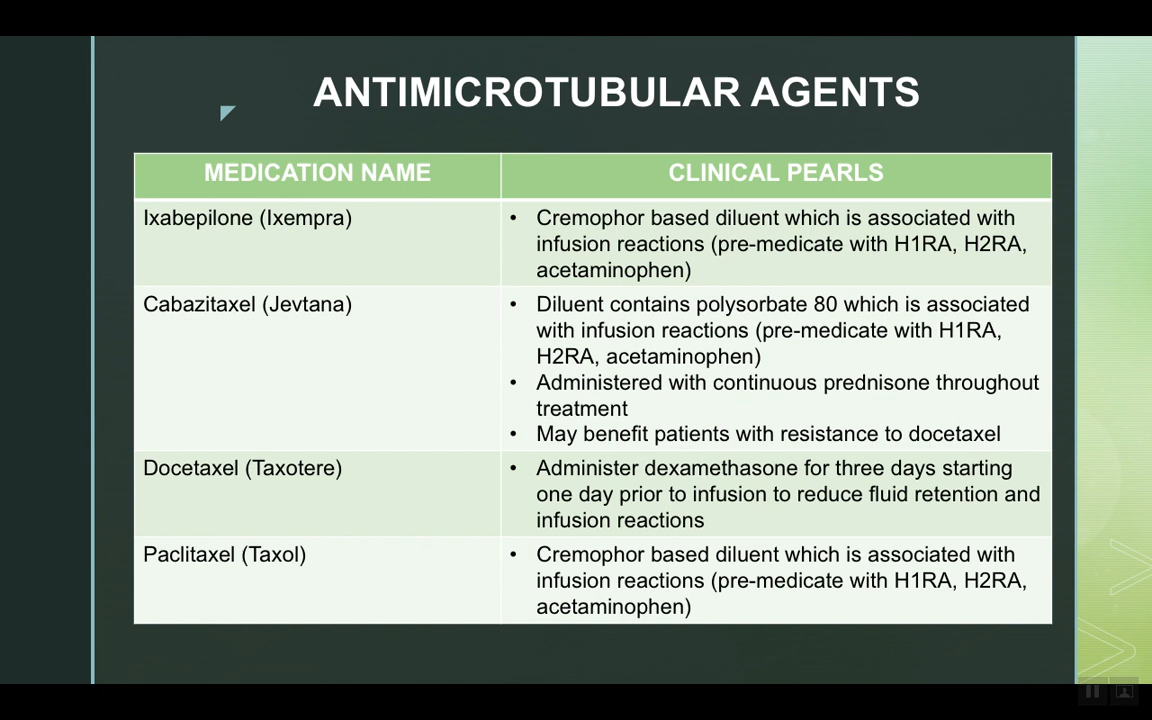 ANTIMICROTUBULAR AGENTS
MEDICATION NAME
CLINICAL PEARLS
Ixabepilone (Ixempra)
• Cremophor based diluent which is associated with
infusion reactions (pre-medicate with H1RA, H2RA,
acetaminophen)
Cabazitaxel (Jevtana)
• Diluent contains polysorbate 80 which is associated
with infusion reactions (pre-medicate with H1RA,
H2RA, acetaminophen)
• Administered with continuous prednisone throughout
treatment
• May benefit patients with resistance to docetaxel
Docetaxel (Taxotere)
• Administer dexamethasone for three days starting
one day prior to infusion to reduce fluid retention and
infusion reactions
Paclitaxel (Taxol)
• Cremophor based diluent which is associated with
infusion reactions (pre-medicate with H1RA, H2RA,
acetaminophen)